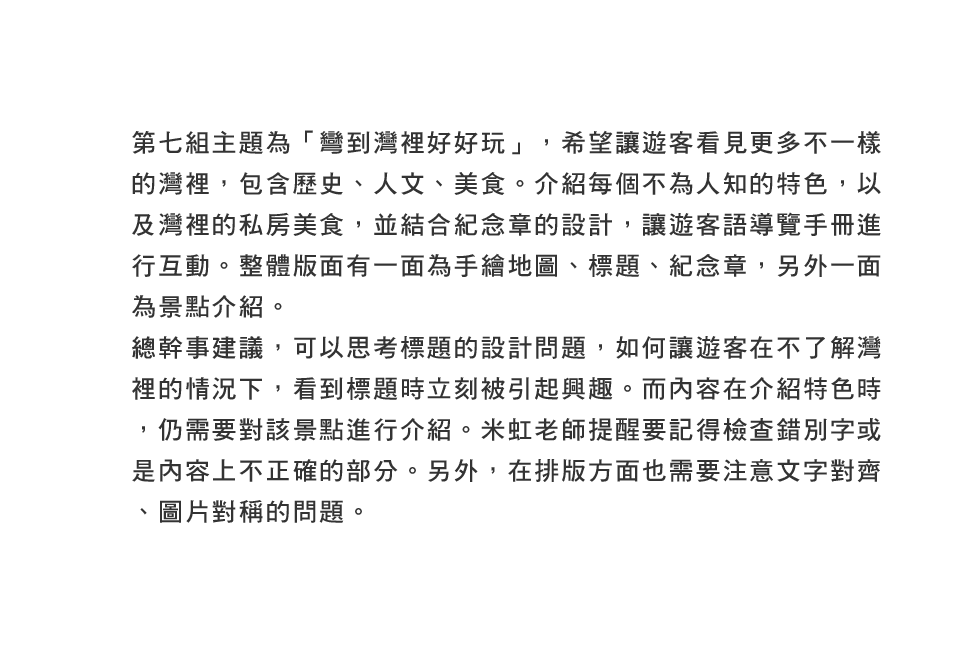 第七組主題為「彎到灣裡好好玩」，希望讓遊客看見更多不一樣
的灣裡，包含歷史、人文、美食。介紹每個不為人知的特色，以
及灣裡的私房美食，並結合紀念章的設計，讓遊客語導覽手冊進
行互動。整體版面有一面為手繪地圖、標題、紀念章，另外一面
為景點介紹。
總幹事建議，可以思考標題的設計問題，如何讓遊客在不了解灣
裡的情況下，看到標題時立刻被引起興趣。而內容在介紹特色時
，仍需要對該景點進行介紹。米虹老師提醒要記得檢查錯別字或
是內容上不正確的部分。另外，在排版方面也需要注意文字對齊
、圖片對稱的問題。